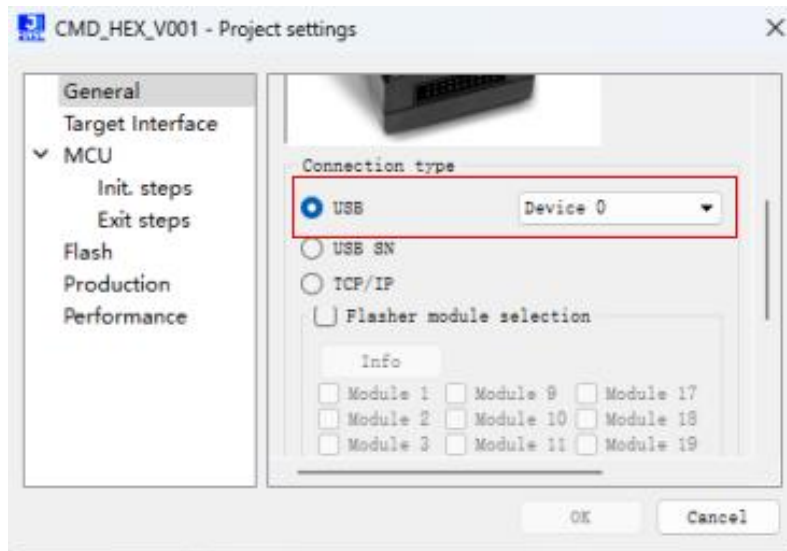 CMD_HEX_V001 - Project settings
General
Target Interface
MCU
Init. steps
Exit steps
Flash
Production
Performance
Connection type
USB Device 0
USB SN
TCP/IP
Flasher module selection
Info
Module 1 Module 9 Module 17
Module 2 Module 10 Module 18
Module 3 Module 11 Module 19
OK Cancel